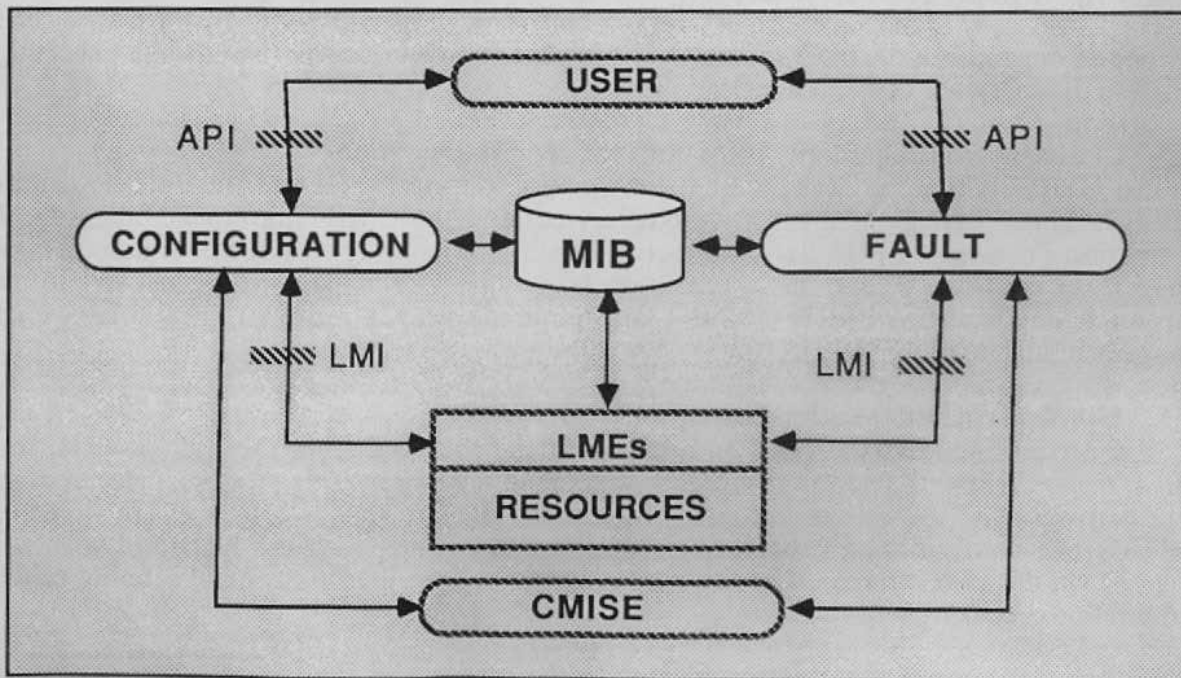 USER
API
API
CONFIGURATION
MIB
FAULT
LMI
LMI
LMEs
RESOURCES
CMISE